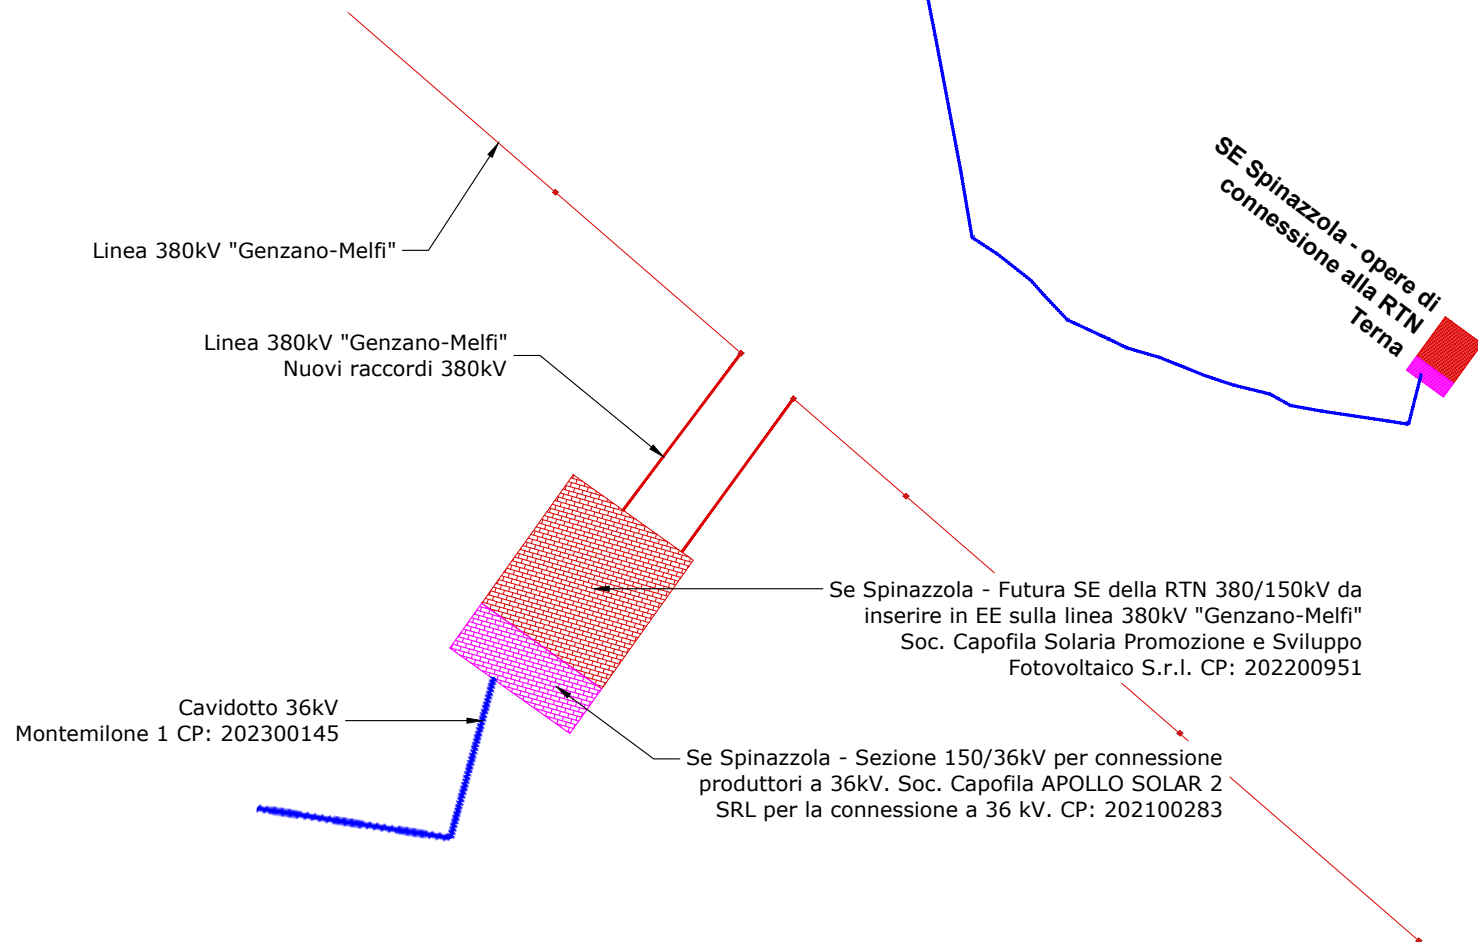 SE Spinazzola - opere di
connessione alla RTN
Terna
Linea 380kV "Genzano-Melfi"
Linea 380kV "Genzano-Melfi"
Nuovi raccordi 380kV
Se Spinazzola - Futura SE della RTN 380/150kV da
inserire in EE sulla linea 380kV "Genzano-Melfi"
Soc. Capofila Solaria Promozione e Sviluppo
Fotovoltaico S.r.l. CP: 202200951
Cavidotto 36kV
Montemilone 1 CP: 202300145
Se Spinazzola - Sezione 150/36kV per connessione
produttori a 36kV. Soc. Capofila APOLLO SOLAR 2
SRL per la connessione a 36 kV. CP: 202100283